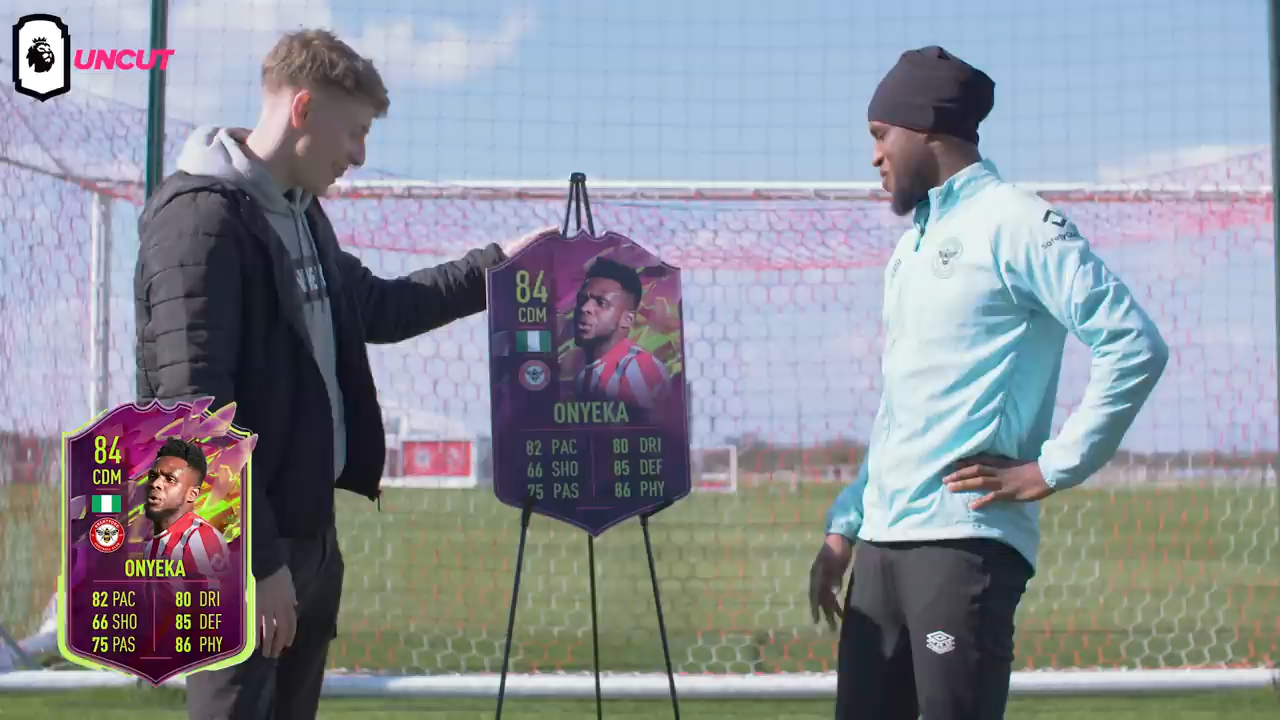 UNCUT
84
CDM
ONYEKA
82 PAC 80 DRI
66 SHO 85 DEF
75 PAS 86 PHY
84
CDM
ONYEKA
82 PAC 80 DRI
66 SHO 85 DEF
75 PAS 86 PHY